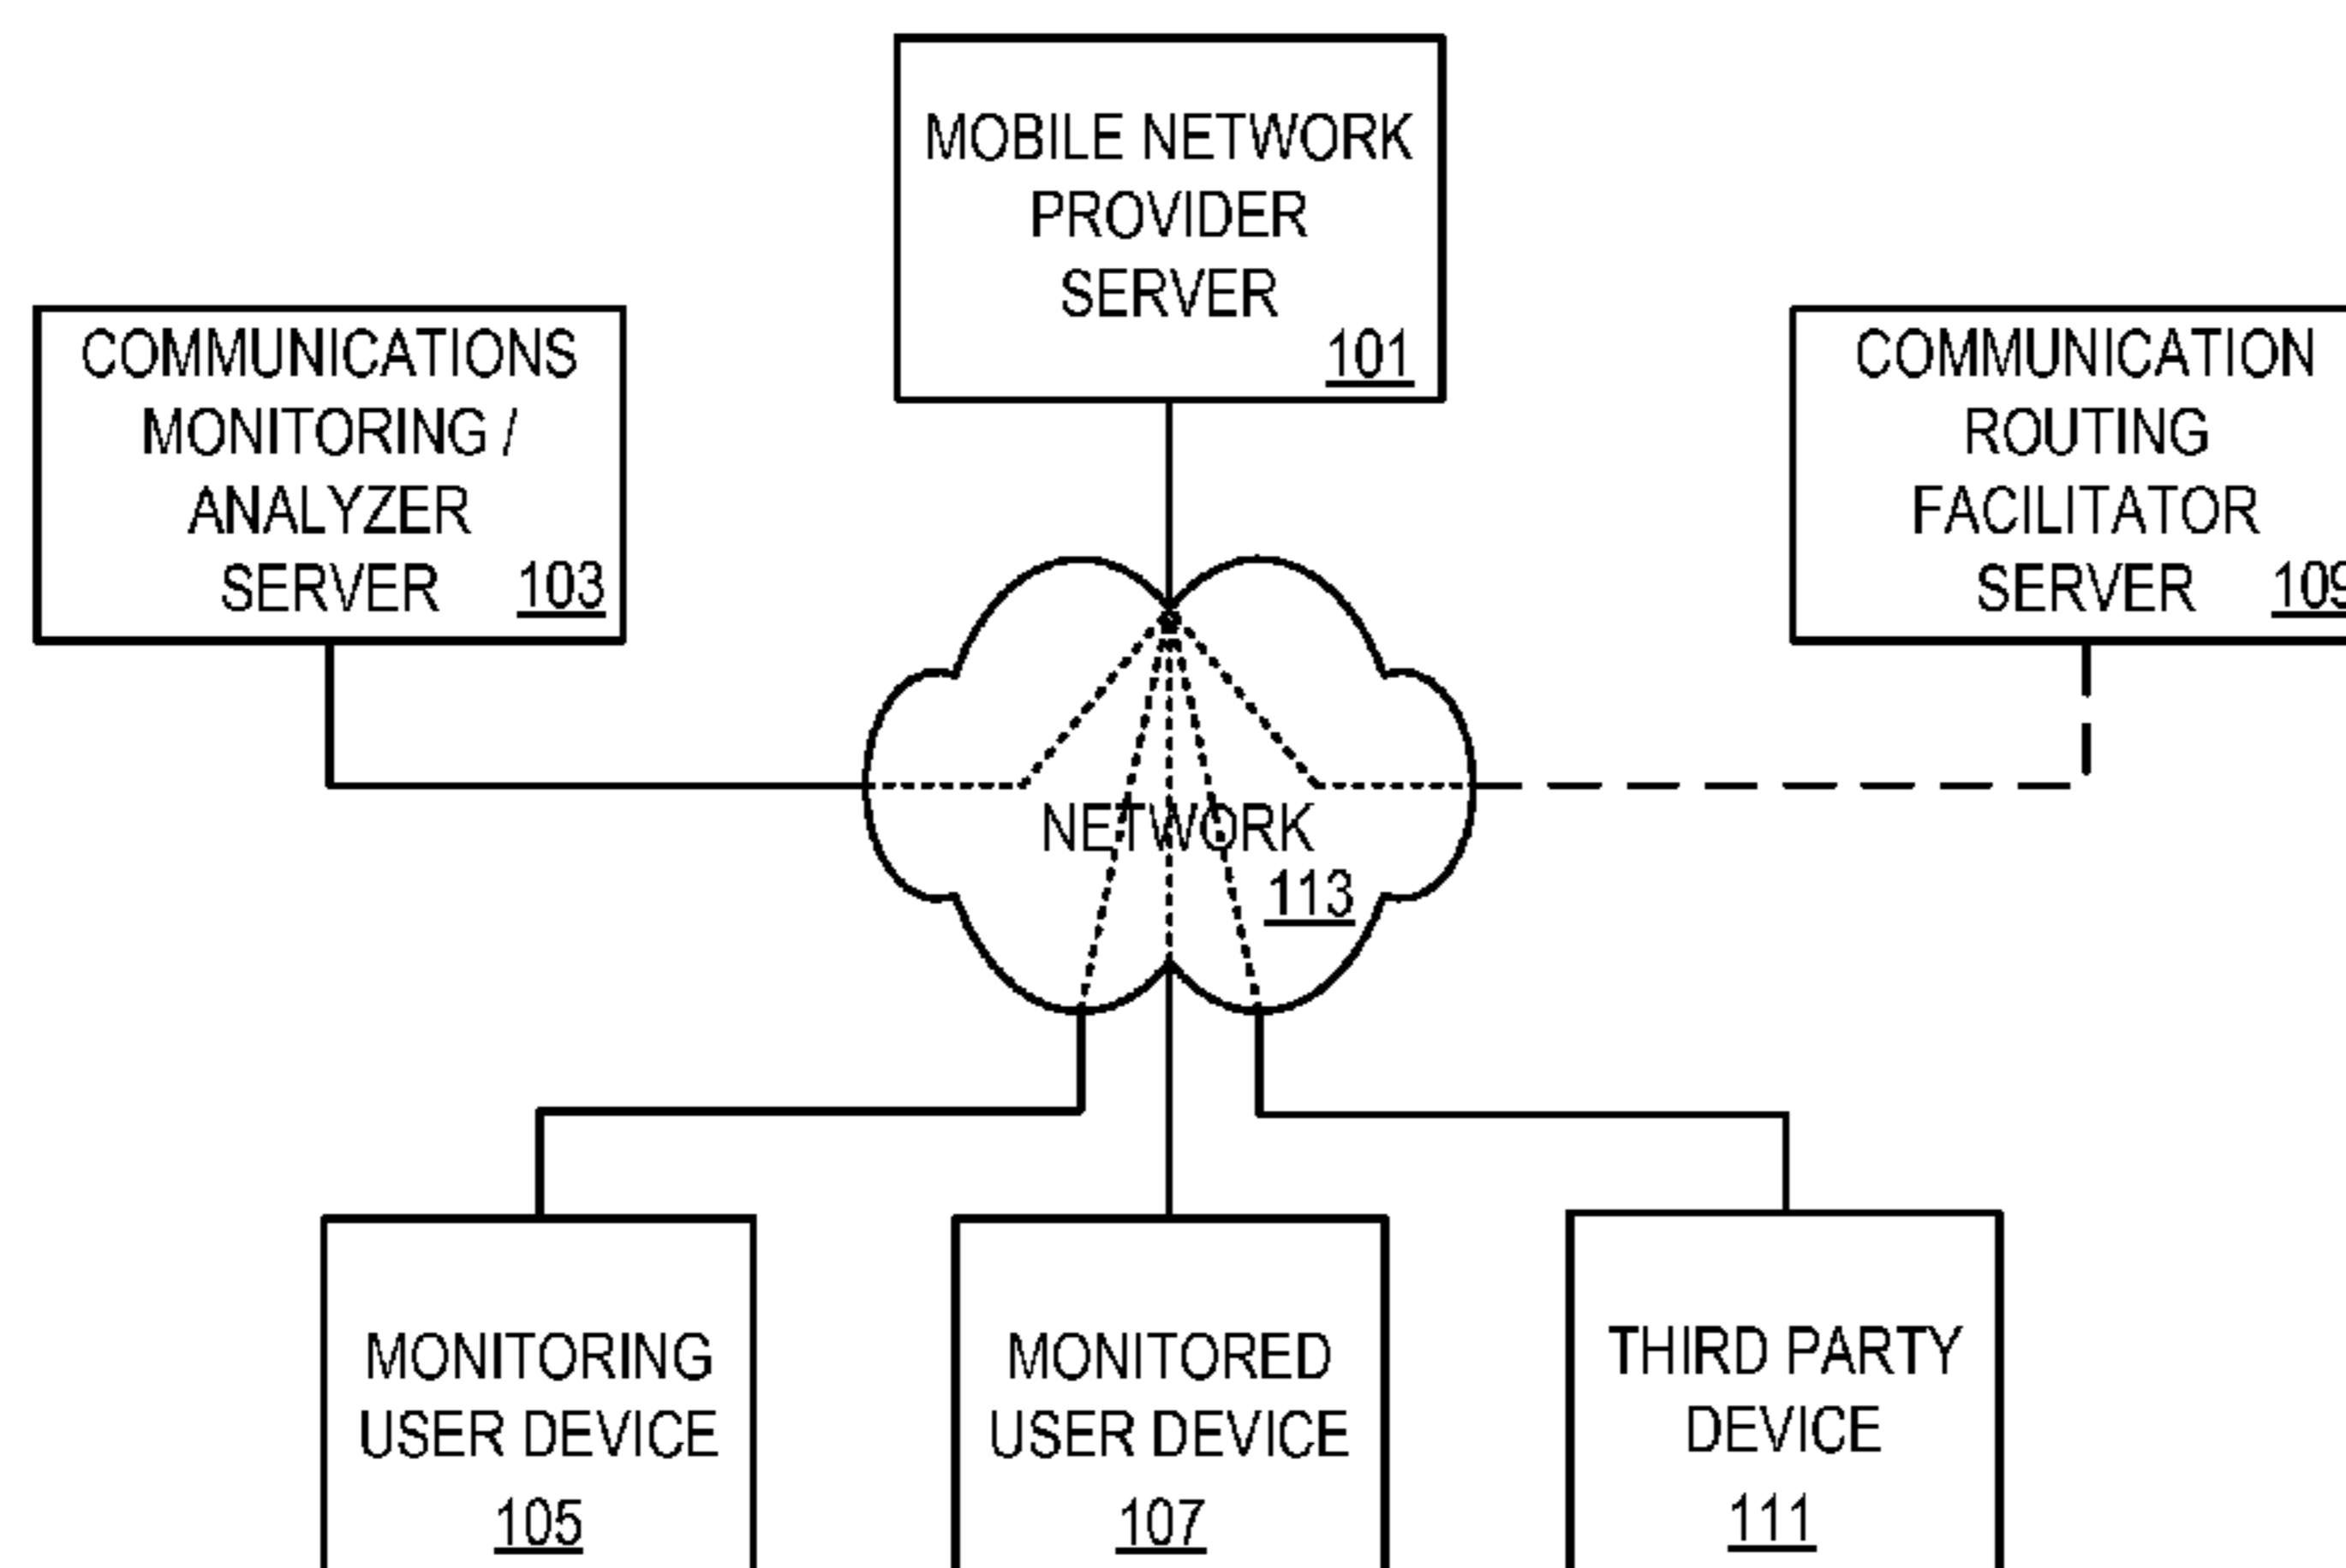 MOBILE NETWORK
PROVIDER
SERVER
101
COMMUNICATIONS
MONITORING /
ANALYZER
SERVER 103
COMMUNICATION
ROUTING
FACILITATOR
SERVER 109
NETWORK
113
MONITORING
USER DEVICE
105
MONITORED
USER DEVICE
107
THIRD PARTY
DEVICE
111